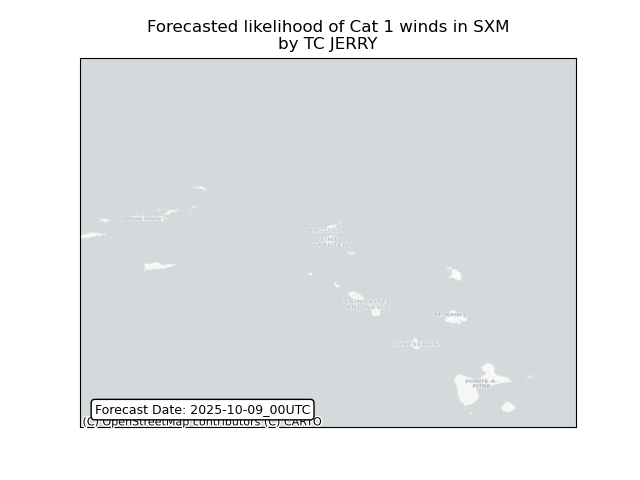 Forecasted likelihood of Cat 1 winds in SXM
by TC JERRY
ANGUILLA
SINT
MAARTEN
SAINT KITTS
AND NEVIS
ST. JOHN'S
MONTSERRAT
POINTE-À-
PITRE
Forecast Date: 2025-10-09_00UTC
(C) OpenStreetMap contributors (C) CARTO